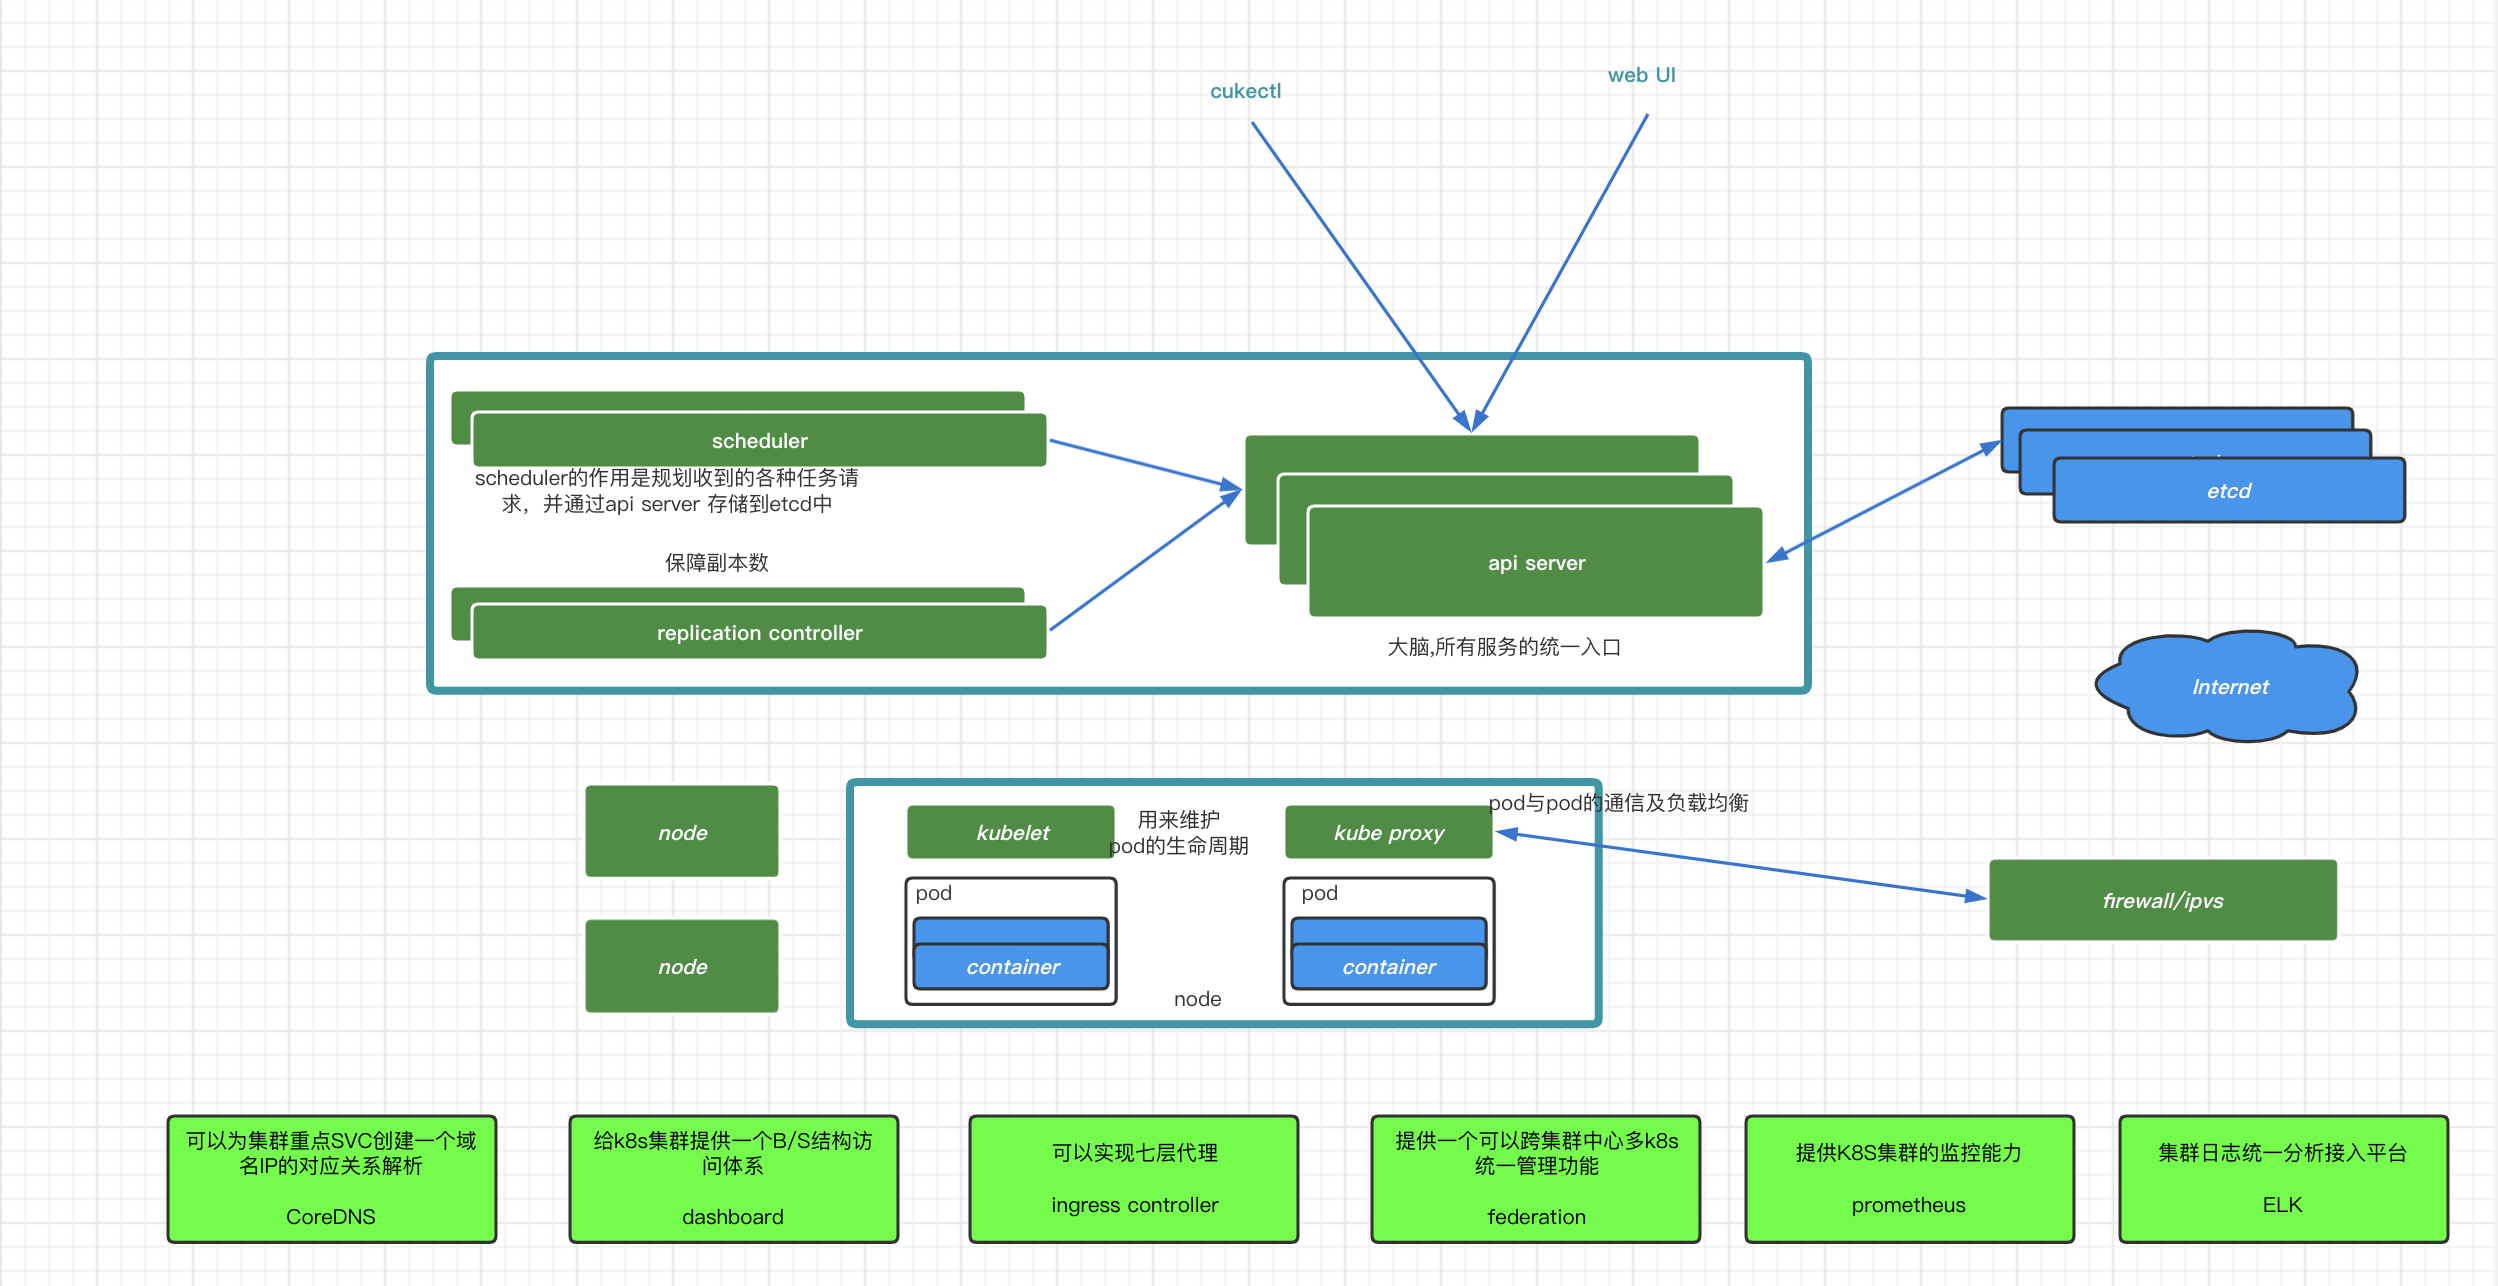 cukectl
web UI
scheduler
scheduler的作用是规划收到的各种任务请
求，并通过api server 存储到etcd中
保障副本数
replication controller
api server
大脑,所有服务的统一入口
etcd
Internet
node
node
kubelet
用来维护
pod的生命周期
kube proxy
pod与pod的通信及负载均衡
pod
container
pod
container
node
firewall/ipvs
可以为集群重点SVC创建一个域
名IP的对应关系解析
CoreDNS
给k8s集群提供一个B/S结构访
问体系
dashboard
可以实现七层代理
ingress controller
提供一个可以跨集群中心多k8s
统一管理功能
federation
提供K8S集群的监控能力
prometheus
集群日志统一分析接入平台
ELK